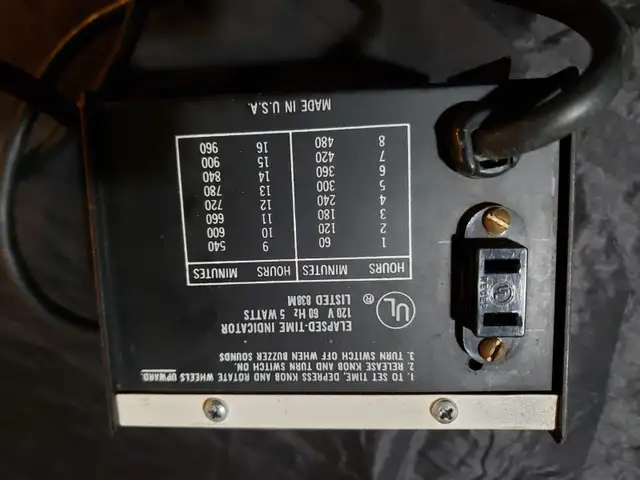 1. TO SET TIME, DEPRESS KNOB AND ROTATE WHEELS UPWARD.
2. RELEASE KNOB AND TURN SWITCH ON.
3. TURN SWITCH OFF WHEN BUZZER SOUNDS
ELAPSED-TIME INDICATOR
120 V 60 Hz 5 WATTS
LISTED 838M
UL ®
HOURS MINUTES HOURS MINUTES
1 60 9 540
2 120 10 600
3 180 11 660
4 240 12 720
5 300 13 780
6 360 14 840
7 420 15 900
8 480 16 960
MADE IN U.S.A.